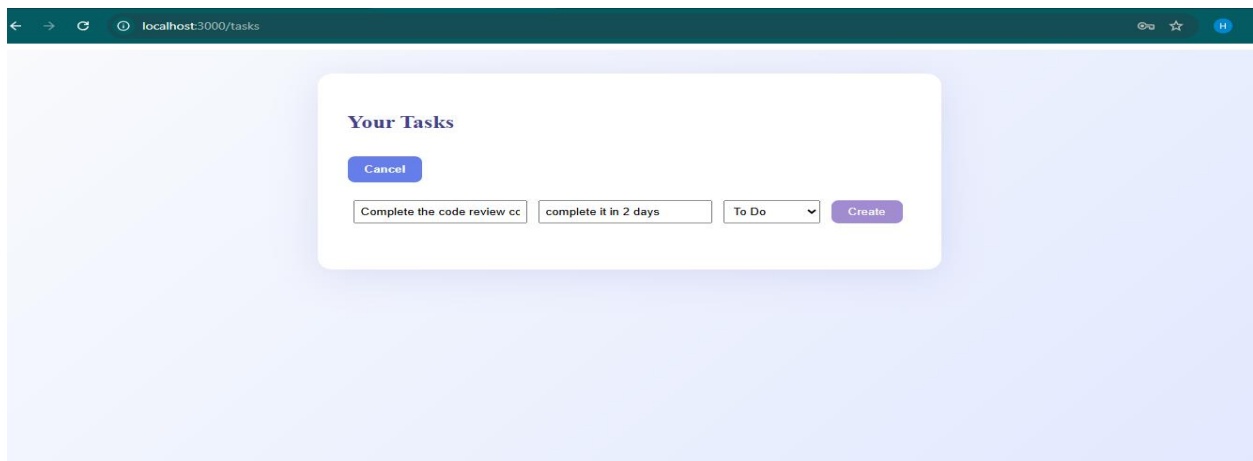 localhost:3000/tasks
H
Your Tasks
Cancel
Complete the code review cc complete it in 2 days To Do Create